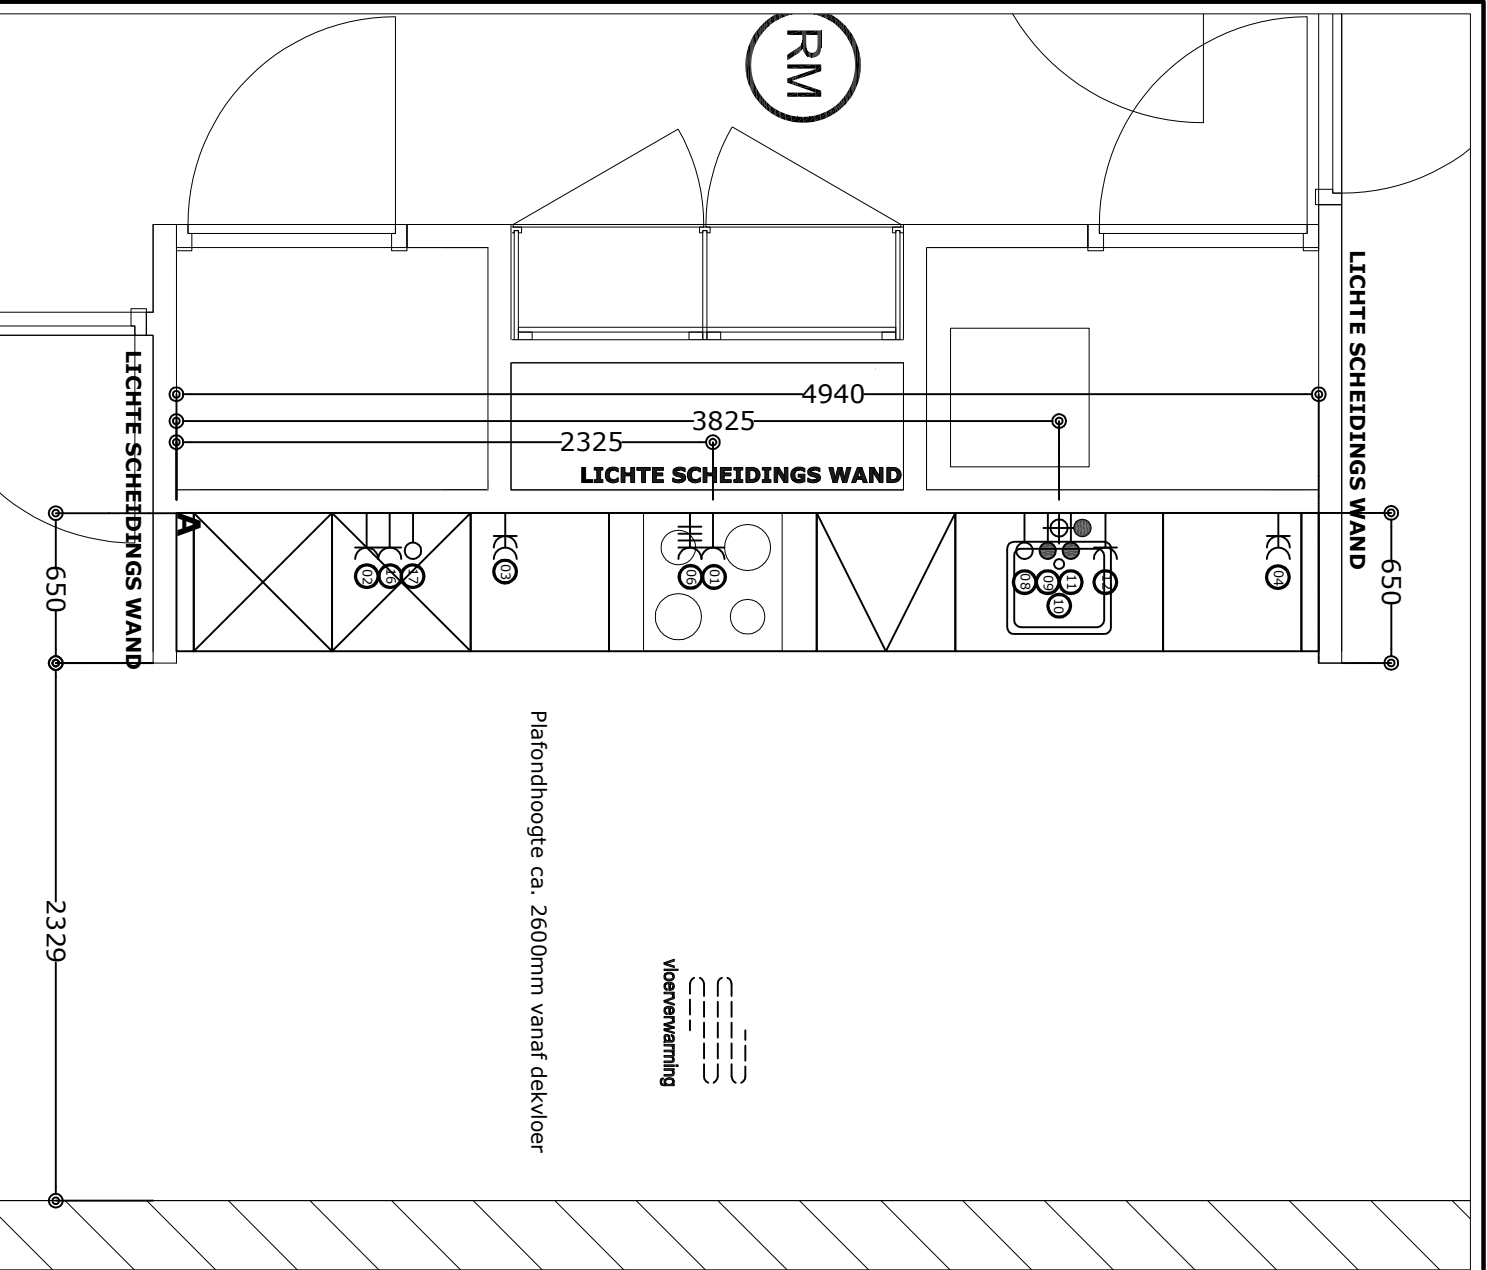 RM
LICHTE SCHEIDINGS WAND
LICHTE SCHEIDINGS WAND
4940
3825
2325
LICHTE SCHEIDINGS WAND
A
650
650
02
16
17
03
06
01
08
09
11
10
04
Plafondhoogte ca. 2600mm vanaf dekvloer
2329
vloerverwarming